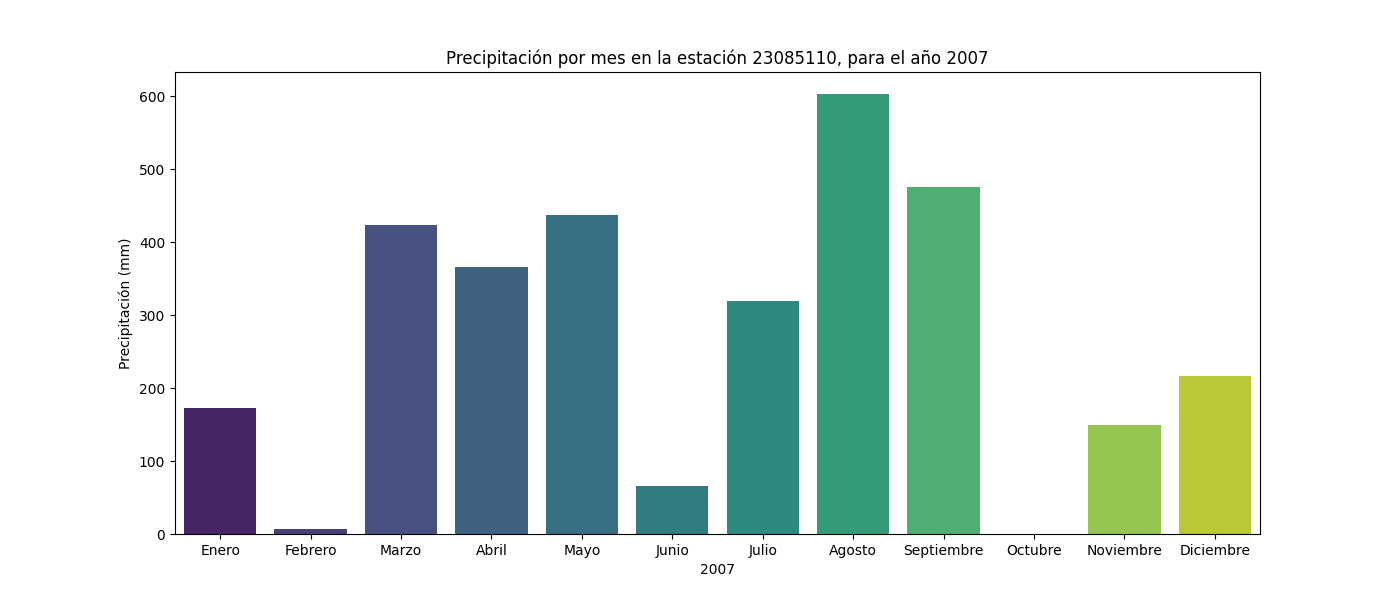 Precipitación por mes en la estación 23085110, para el año 2007
Precipitación (mm)
600
500
400
300
200
100
0
Enero Febrero Marzo Abril Mayo Junio Julio Agosto Septiembre Octubre Noviembre Diciembre
2007